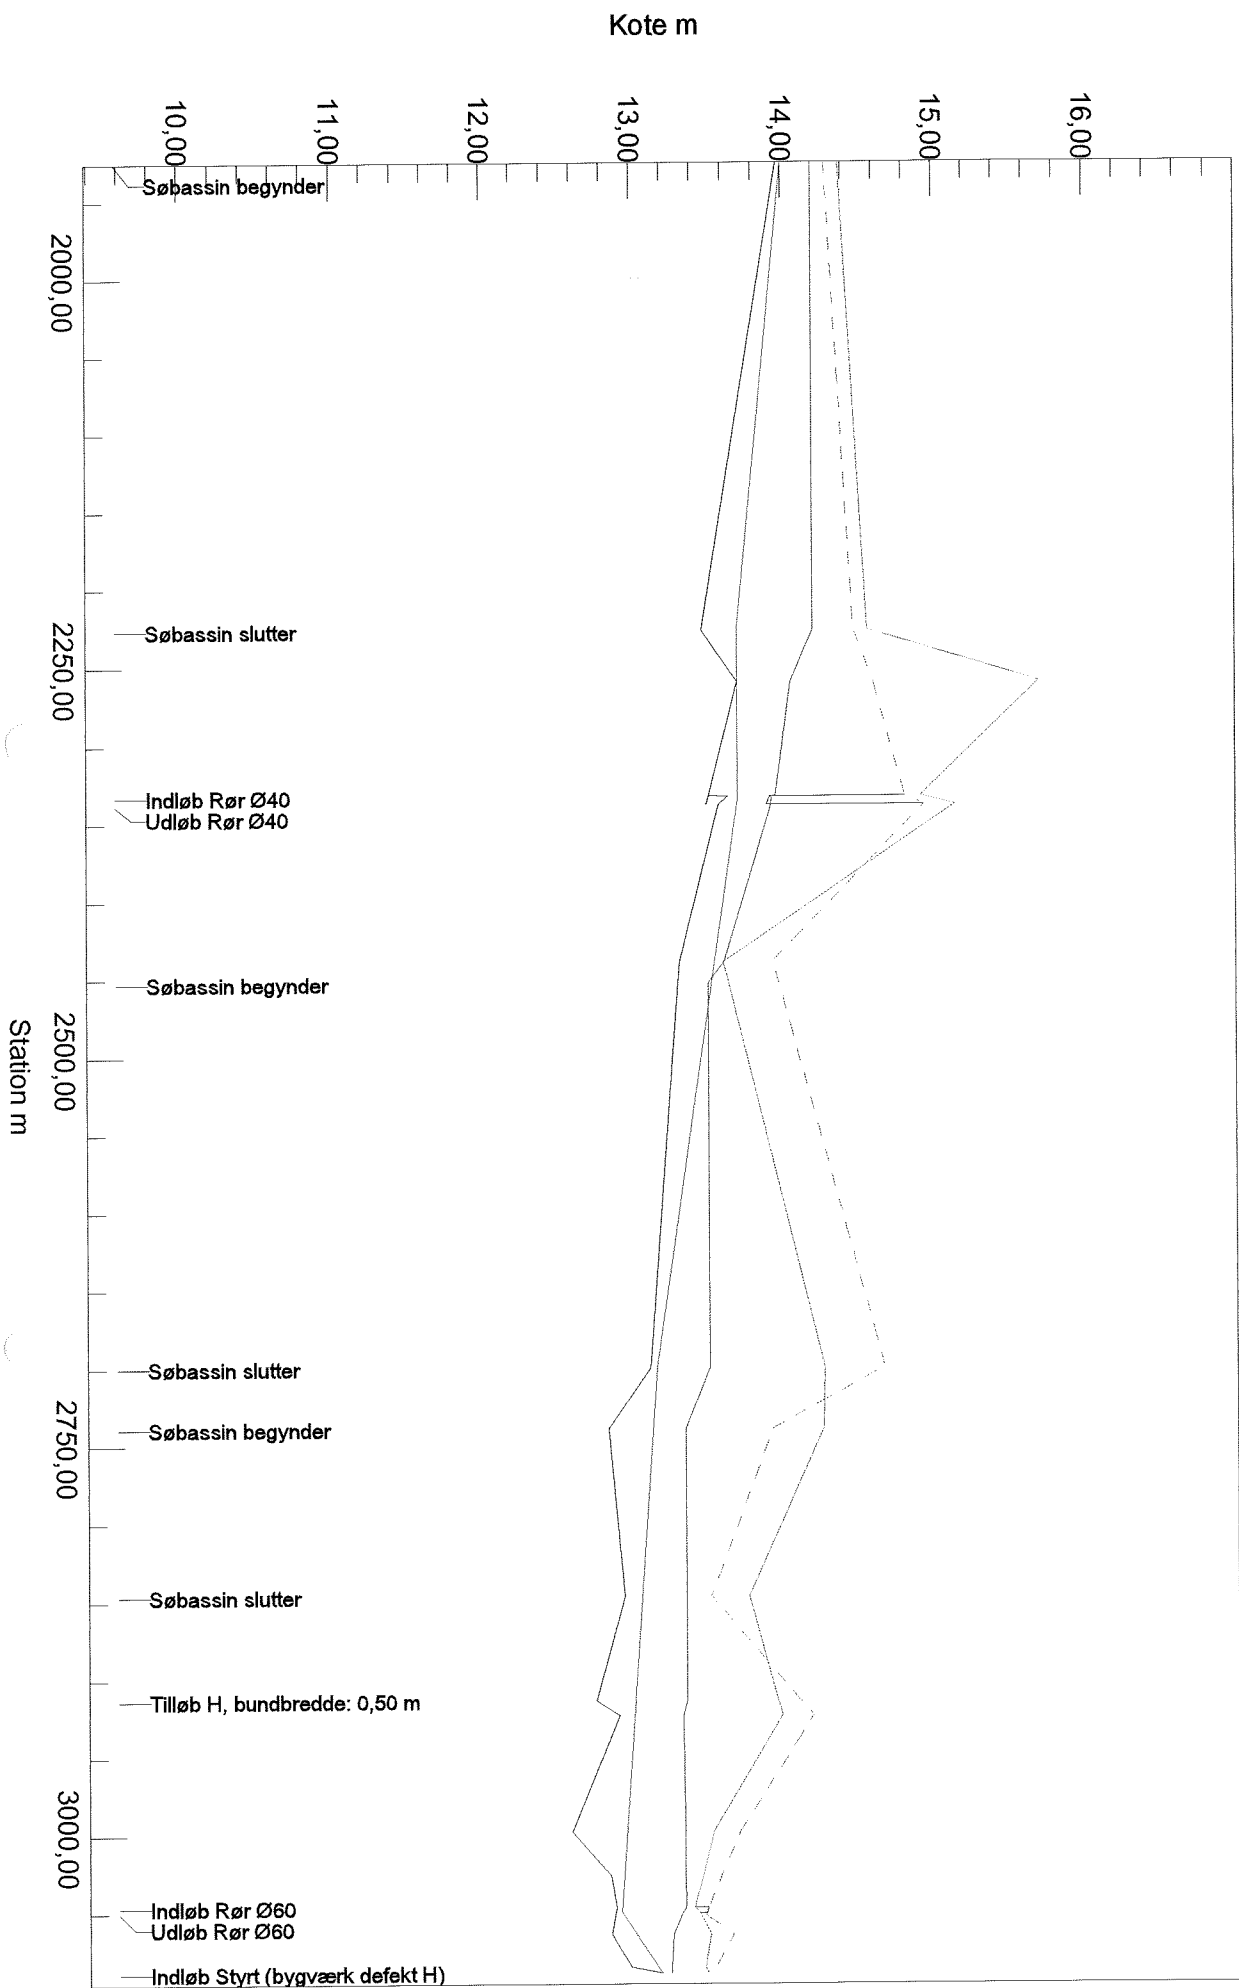 Kote m
10,00
11,00
12,00
13,00
14,00
15,00
16,00
Søbassin begynder
2000,00
Søbassin slutter
2250,00
Indløb Rør Ø40
Udløb Rør Ø40
Søbassin begynder
2500,00
Station m
Søbassin slutter
Søbassin begynder
2750,00
Søbassin slutter
Tilløb H, bundbredde: 0,50 m
3000,00
Indløb Rør Ø60
Udløb Rør Ø60
Indløb Styrt (bygværk defekt H)